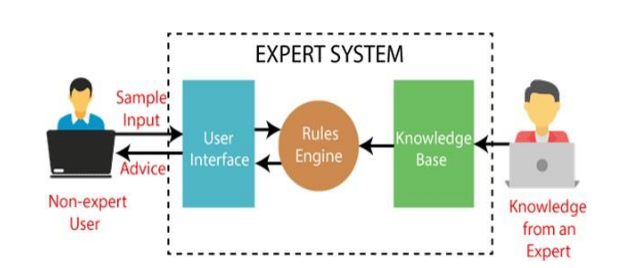 EXPERT SYSTEM
Sample
Input
Advice
Non-expert
User
User
Interface
Rules
Engine
Knowledge
Base
Knowledge
from an
Expert